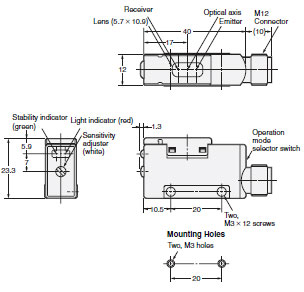 Receiver
Optical axis
M12
Lens (5.7 × 10.9)
Emitter
Connector
40
(10)
17
12
Stability indicator
(green)
Light indicator (red)
Sensitivity
adjuster
(white)
1.3
Operation
mode
selector switch
5.9
7
23.3
10.5
20
Two,
M3 × 12 screws
Mounting Holes
Two, M3 holes
20